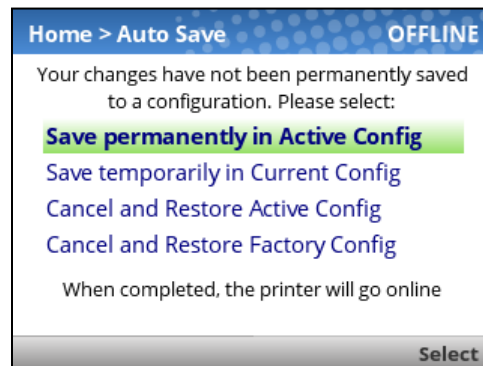 Home > Auto Save OFFLINE
Your changes have not been permanently saved
to a configuration. Please select:
Save permanently in Active Config
Save temporarily in Current Config
Cancel and Restore Active Config
Cancel and Restore Factory Config
When completed, the printer will go online
Select